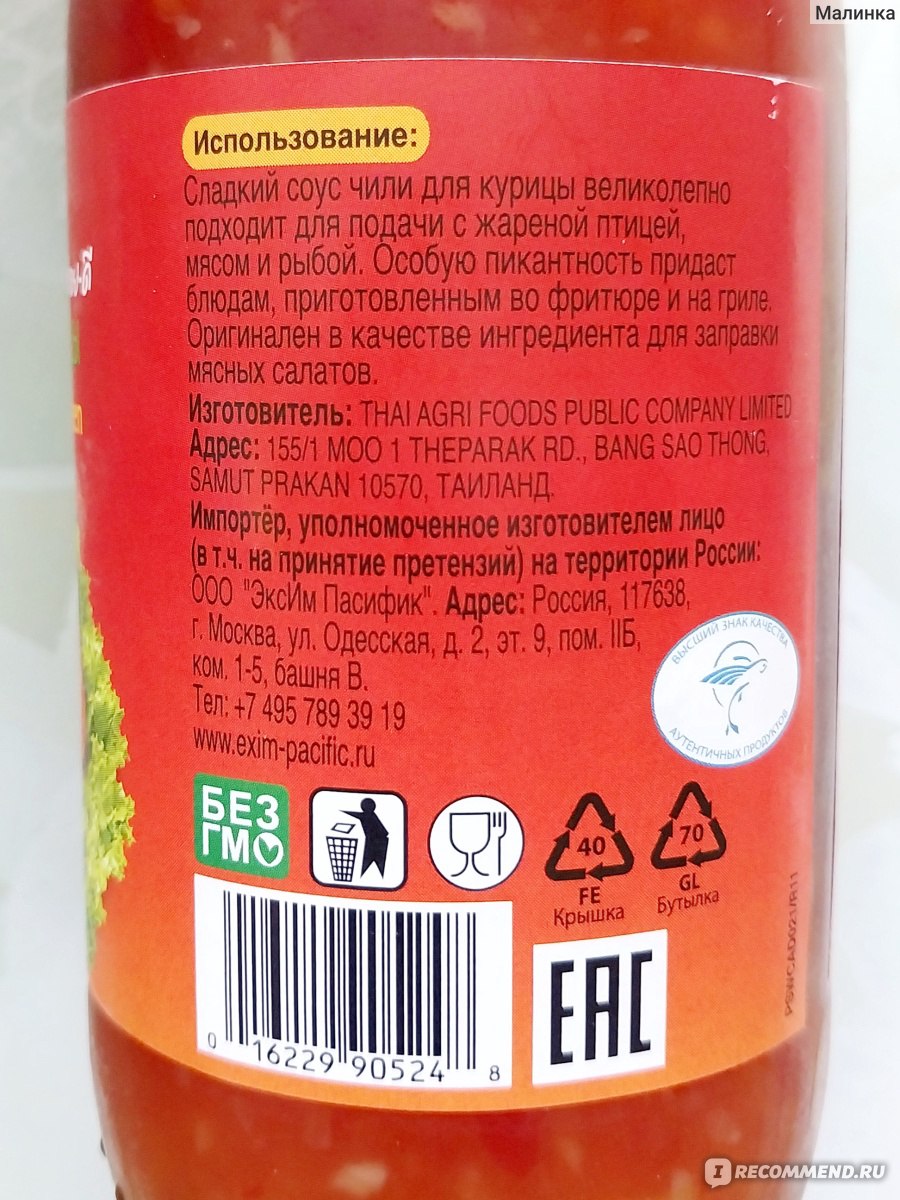 Малинка
Использование:
Сладкий соус чили для курицы великолепно
подходит для подачи с жареной птицей,
мясом и рыбой. Особую пикантность придаст
блюдам, приготовленным во фритюре и на гриле.
Оригинален в качестве ингредиента для заправки
мясных салатов.
Изготовитель: THAI AGRI FOODS PUBLIC COMPANY LIMITED
Адрес: 155/1 MOO 1 THEPARAK RD., BANG SAO THONG,
SAMUT PRAKAN 10570, ТАИЛАНД.
Импортёр, уполномоченное изготовителем лицо
(в т.ч. на принятие претензий) на территории России:
ООО "ЭксИм Пасифик". Адрес: Россия, 117638,
г. Москва, ул. Одесская, д. 2, эт. 9, пом. IIБ,
ком. 1-5, башня В.
Тел: +7 495 789 39 19
www.exim-pacific.ru
ВЫСШИЙ ЗНАК КАЧЕСТВА
АУТЕНТИЧНЫХ ПРОДУКТОВ
БЕЗ
ГМО
40
FE
Крышка
70
GL
Бутылка
PSWCAD021/R11
0 16229 90524 8
EAC
I RECOMMEND.RU